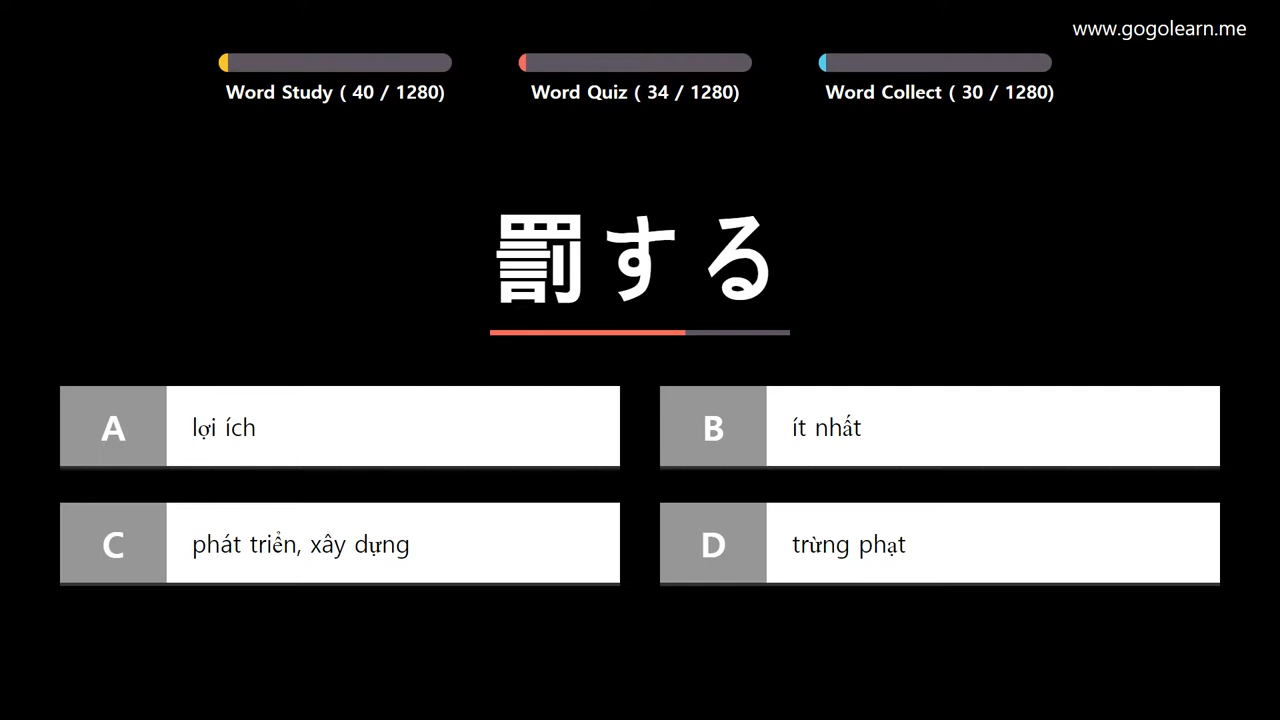 www.gogolearn.me
Word Study ( 40 / 1280)
Word Quiz ( 34 / 1280)
Word Collect ( 30 / 1280)
罰する
A
lợi ích
B
ít nhất
C
phát triển, xây dựng
D
trừng phạt